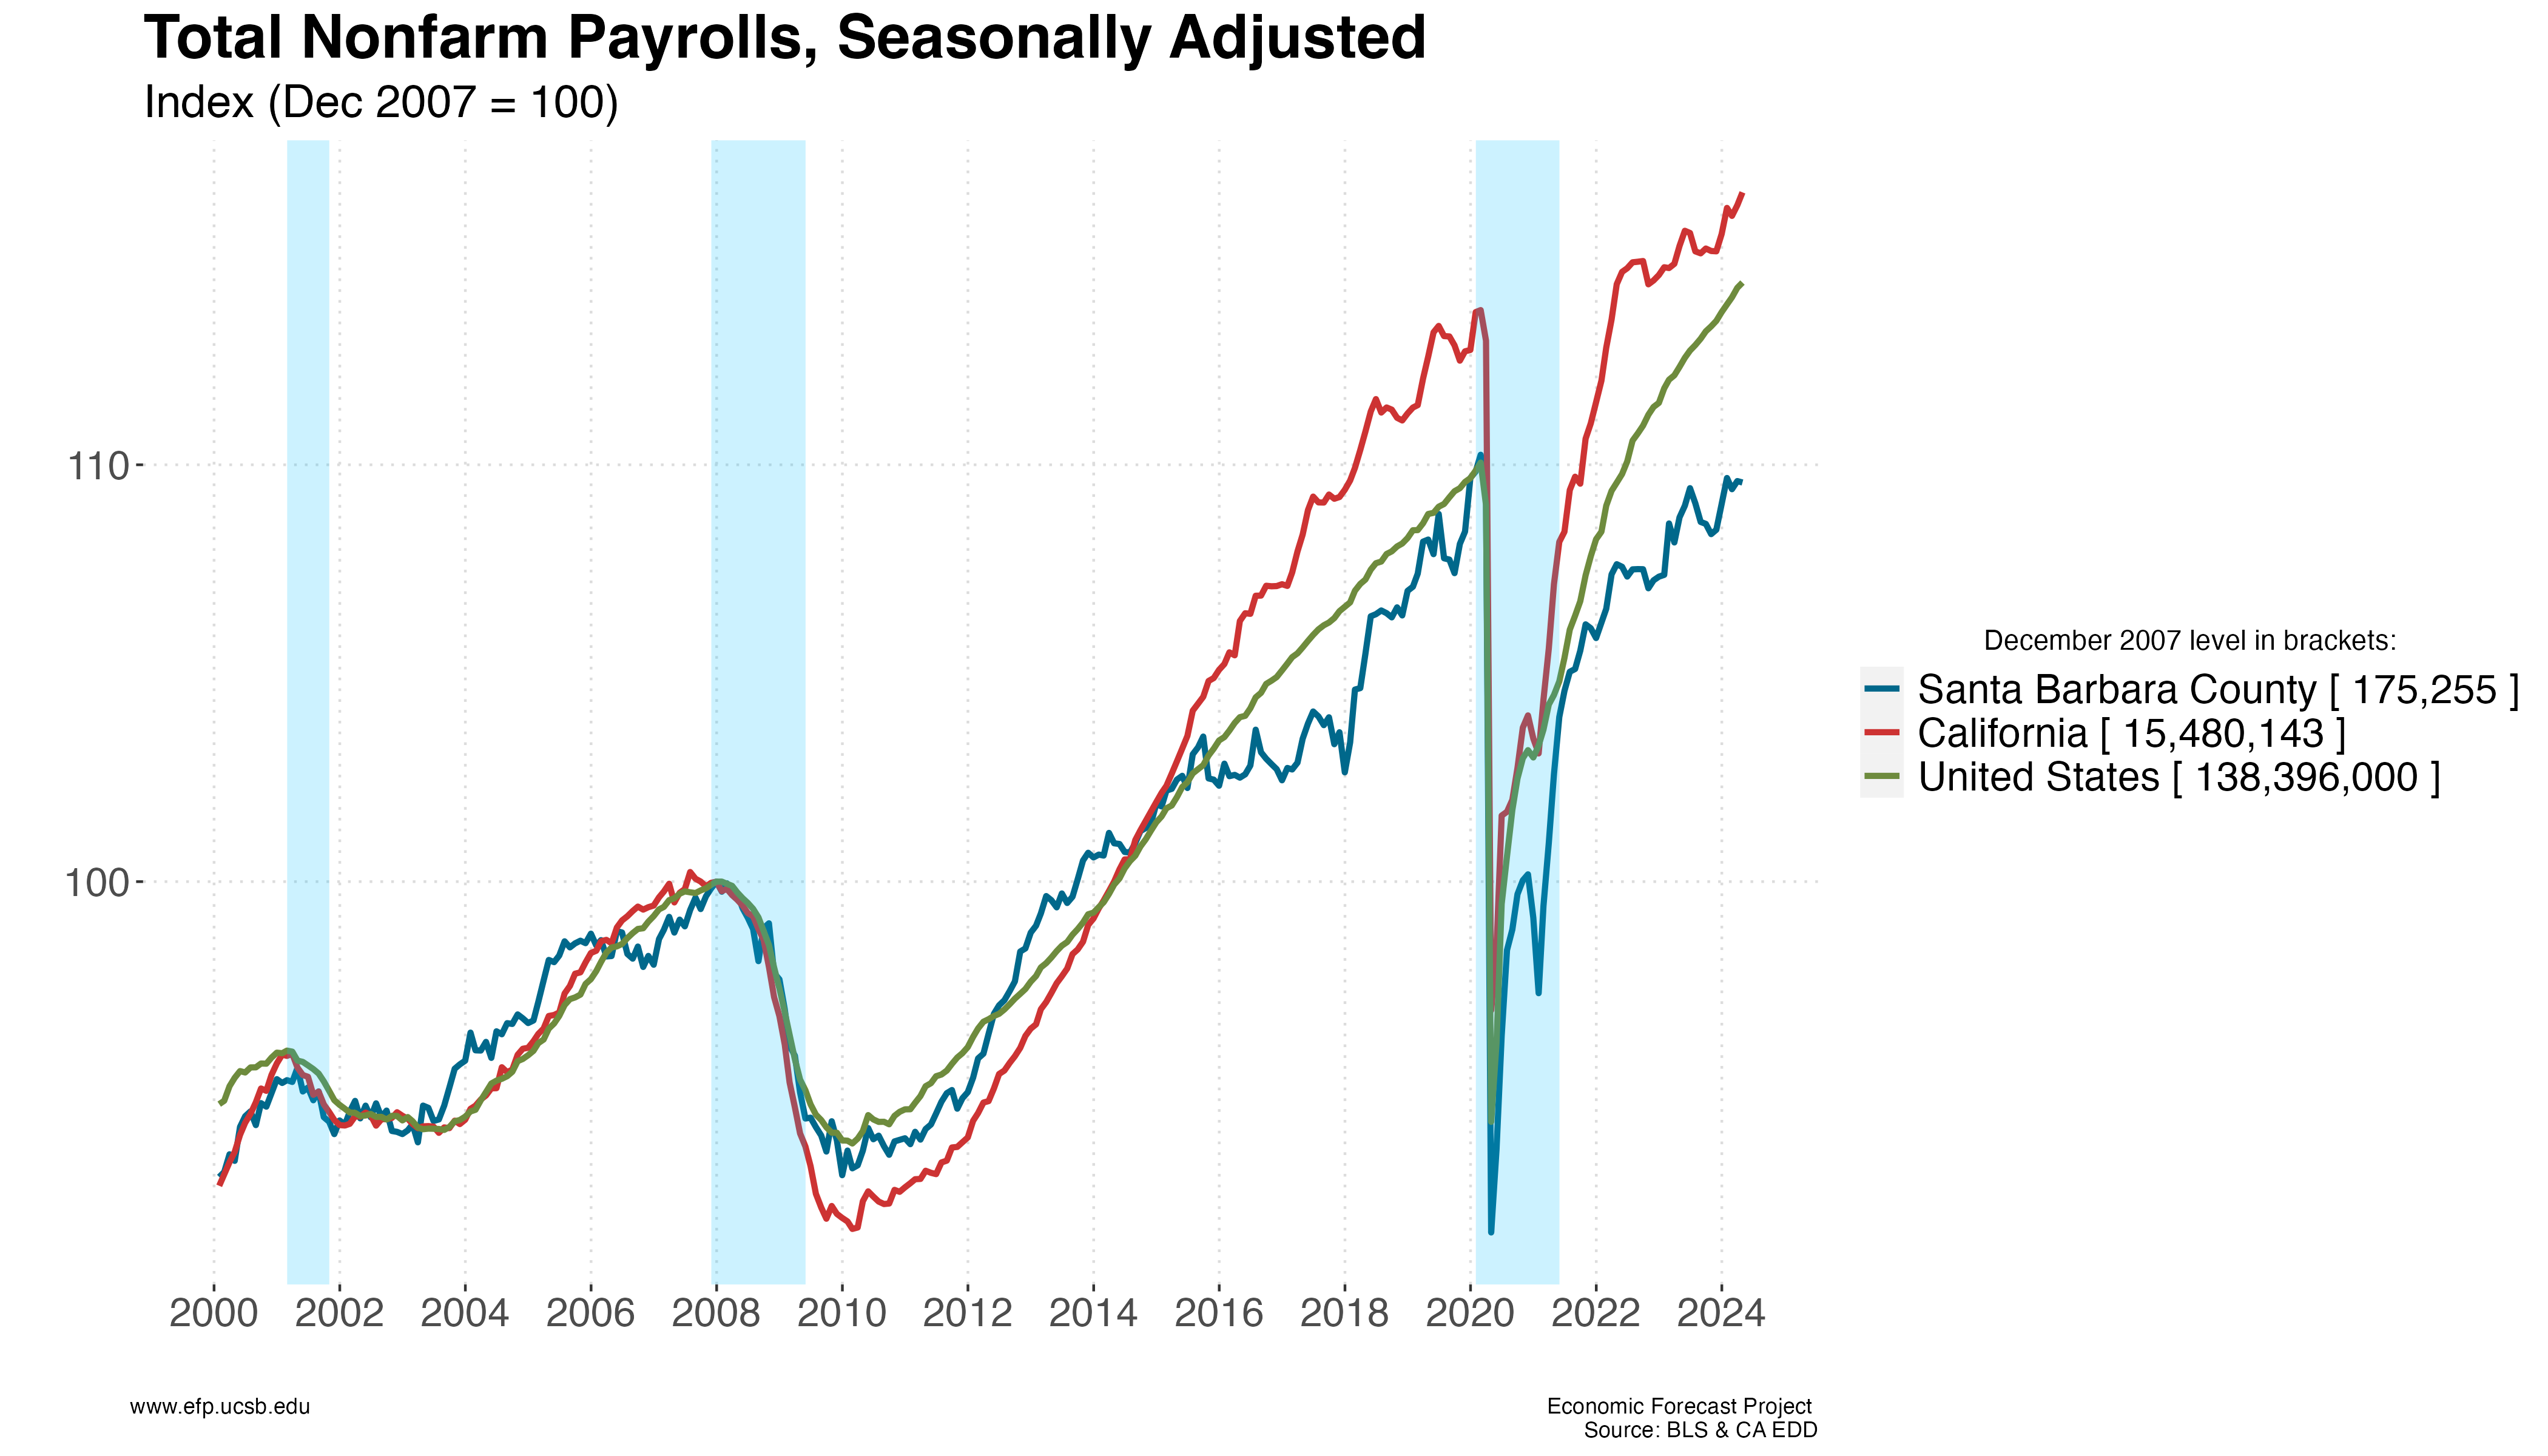 Total Nonfarm Payrolls, Seasonally Adjusted
Index (Dec 2007 = 100)
110
100
2000 2002 2004 2006 2008 2010 2012 2014 2016 2018 2020 2022 2024
December 2007 level in brackets:
Santa Barbara County [ 175,255 ]
California [ 15,480,143 ]
United States [ 138,396,000 ]
www.efp.ucsb.edu
Economic Forecast Project
Source: BLS & CA EDD